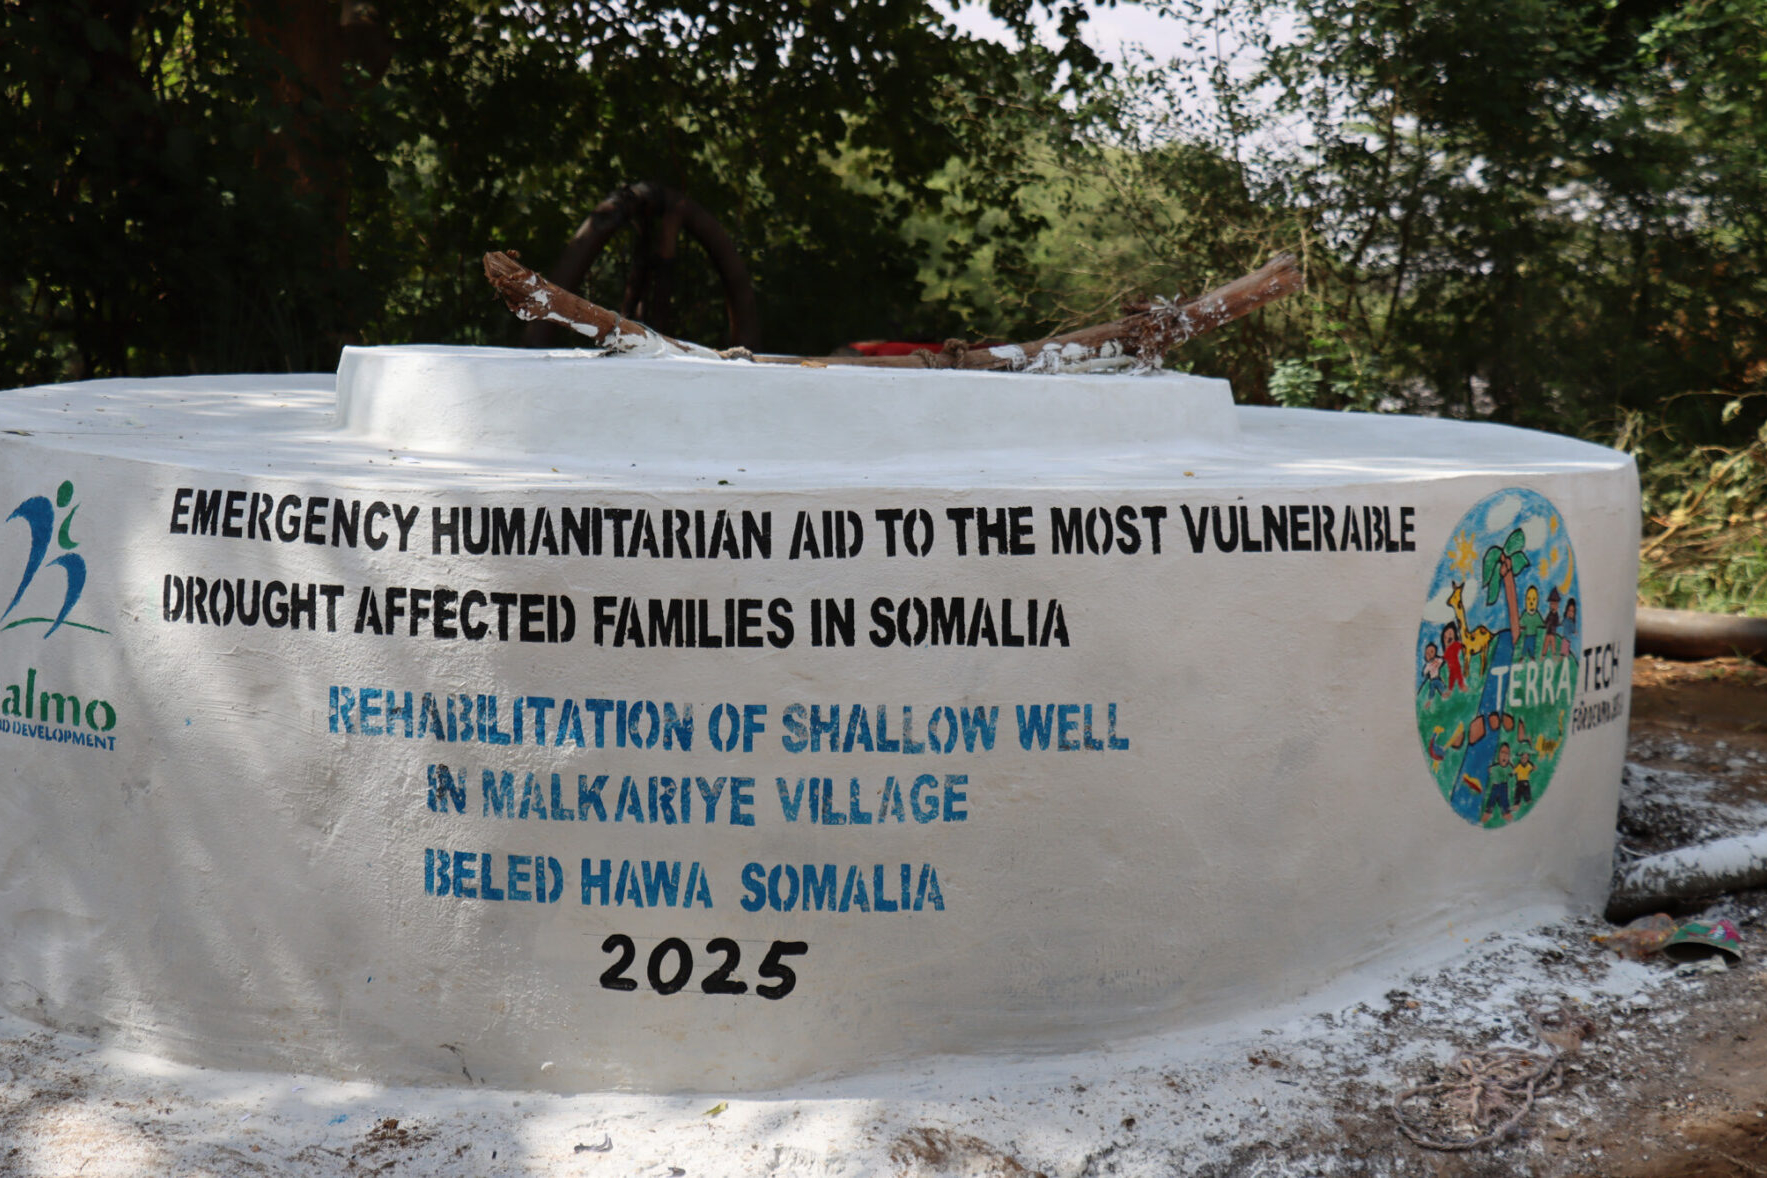 EMERGENCY HUMANITARIAN AID TO THE MOST VULNERABLE
DROUGHT AFFECTED FAMILIES IN SOMALIA
REHABILITATION OF SHALLOW WELL
IN MALKARIYE VILLAGE
BELED HAWA SOMALIA
2025
almo
DEVELOPMENT
TERRA TECH